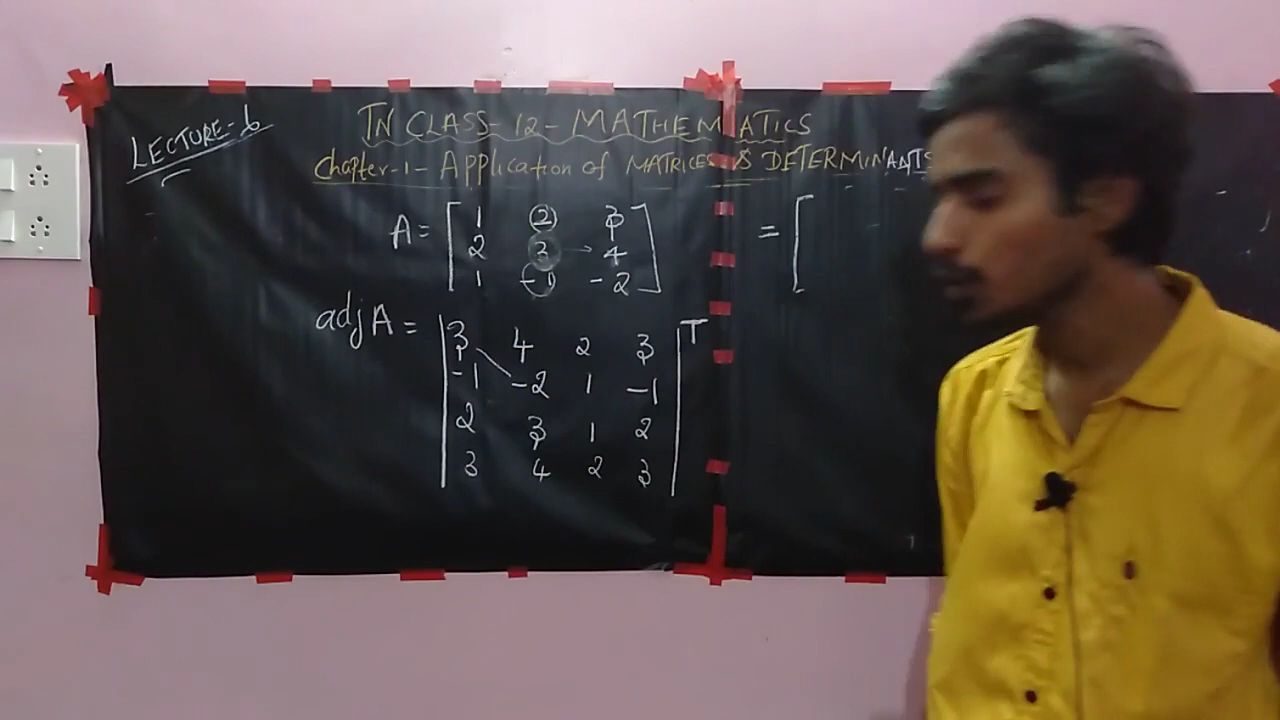 LECTURE-6
TN CLASS-12-MATHEMATICS
Chapter-1-Application of MATRICES & DETERMINANTS
A = [ 1 2 3
2 3 → 4
1 -1 -2 ] = [
adj A = | 3 4 2 3 | T
-1 -2 1 -1
2 3 1 2
3 4 2 3